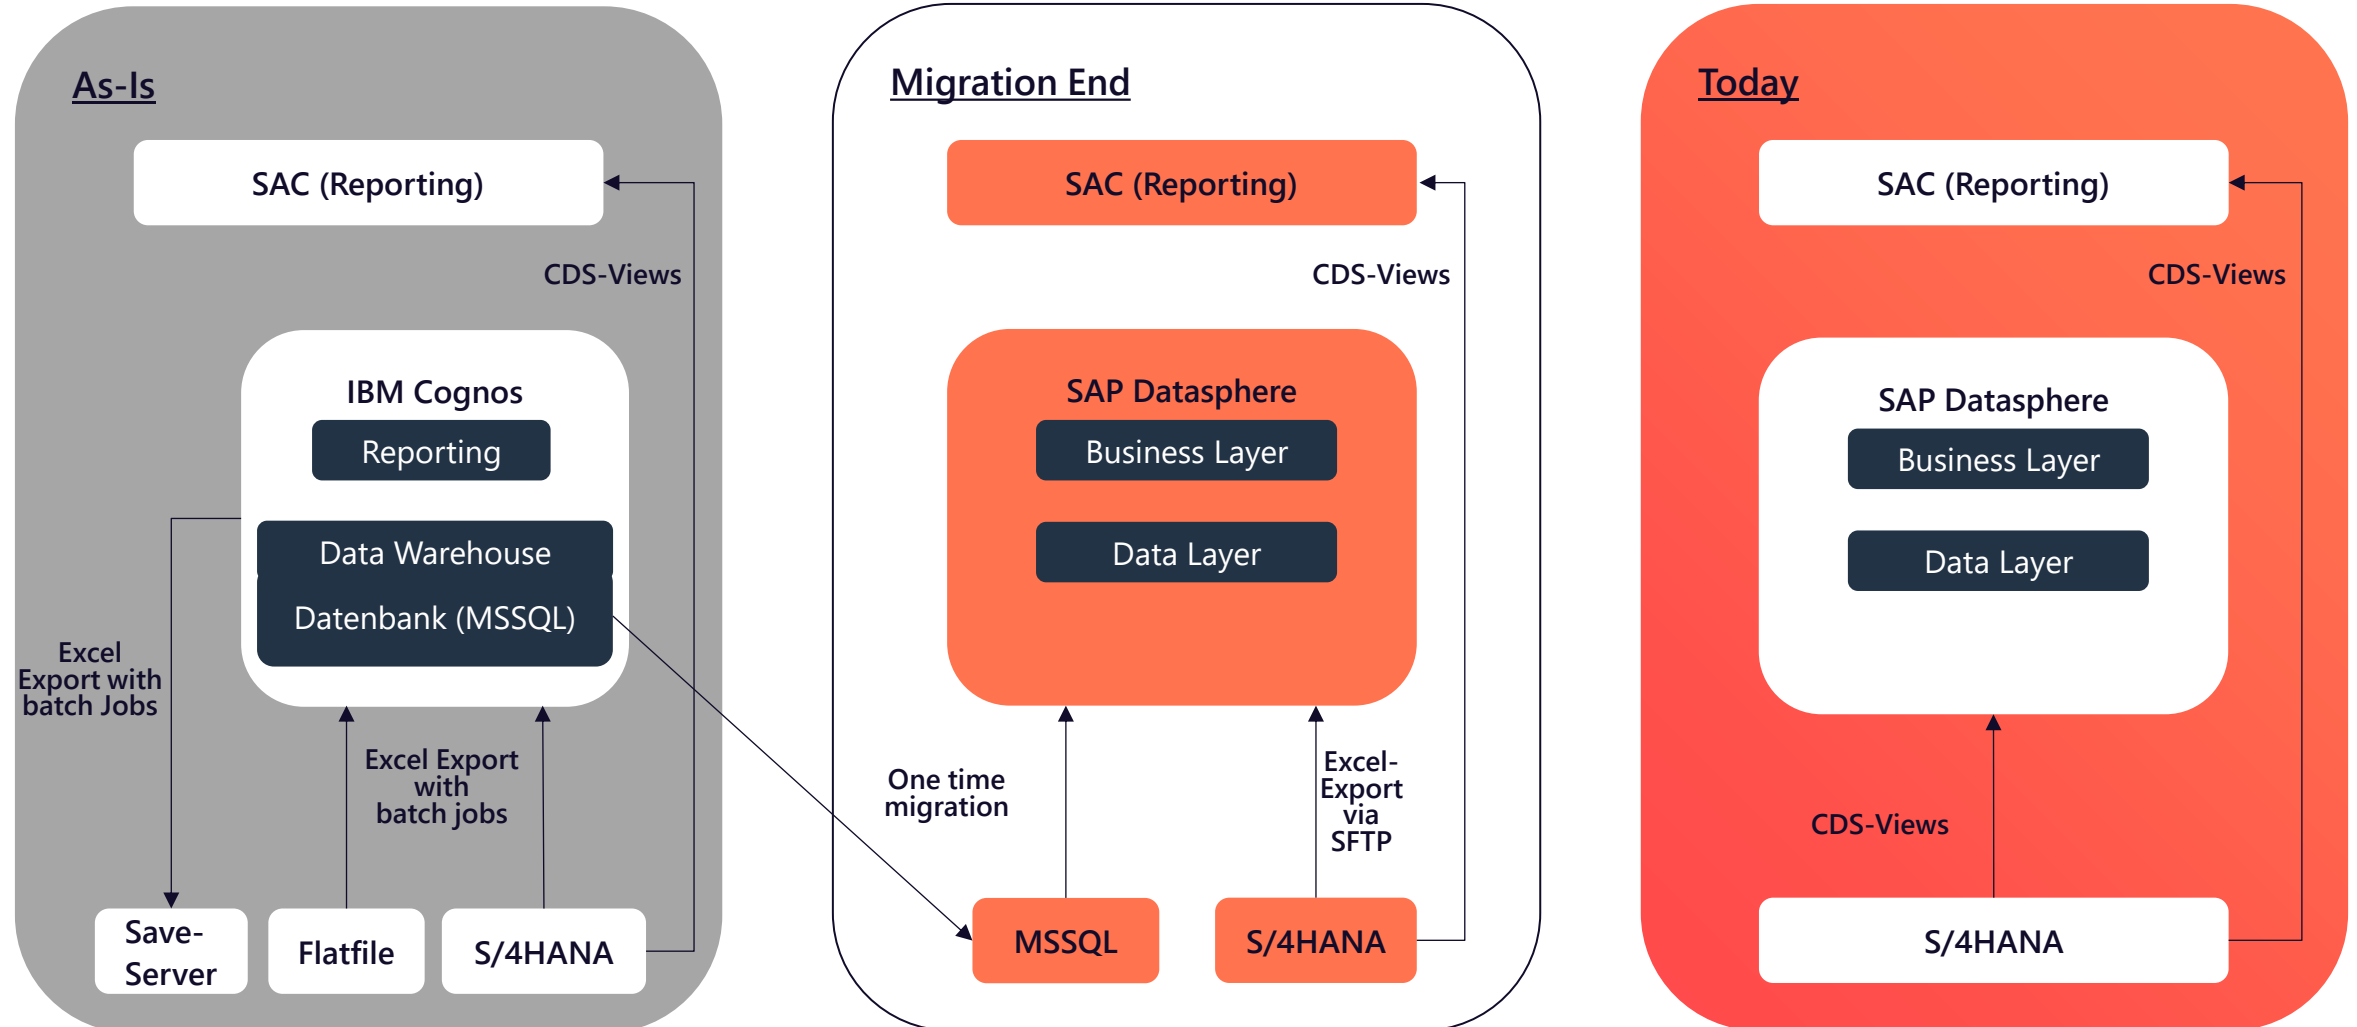 As-Is
SAC (Reporting)
CDS-Views
IBM Cognos
Reporting
Data Warehouse
Datenbank (MSSQL)
Excel
Export with
batch Jobs
Excel Export
with
batch jobs
Save-
Server
Flatfile
S/4HANA
Migration End
SAC (Reporting)
CDS-Views
SAP Datasphere
Business Layer
Data Layer
One time
migration
Excel-
Export
via
SFTP
MSSQL
S/4HANA
Today
SAC (Reporting)
CDS-Views
SAP Datasphere
Business Layer
Data Layer
CDS-Views
S/4HANA